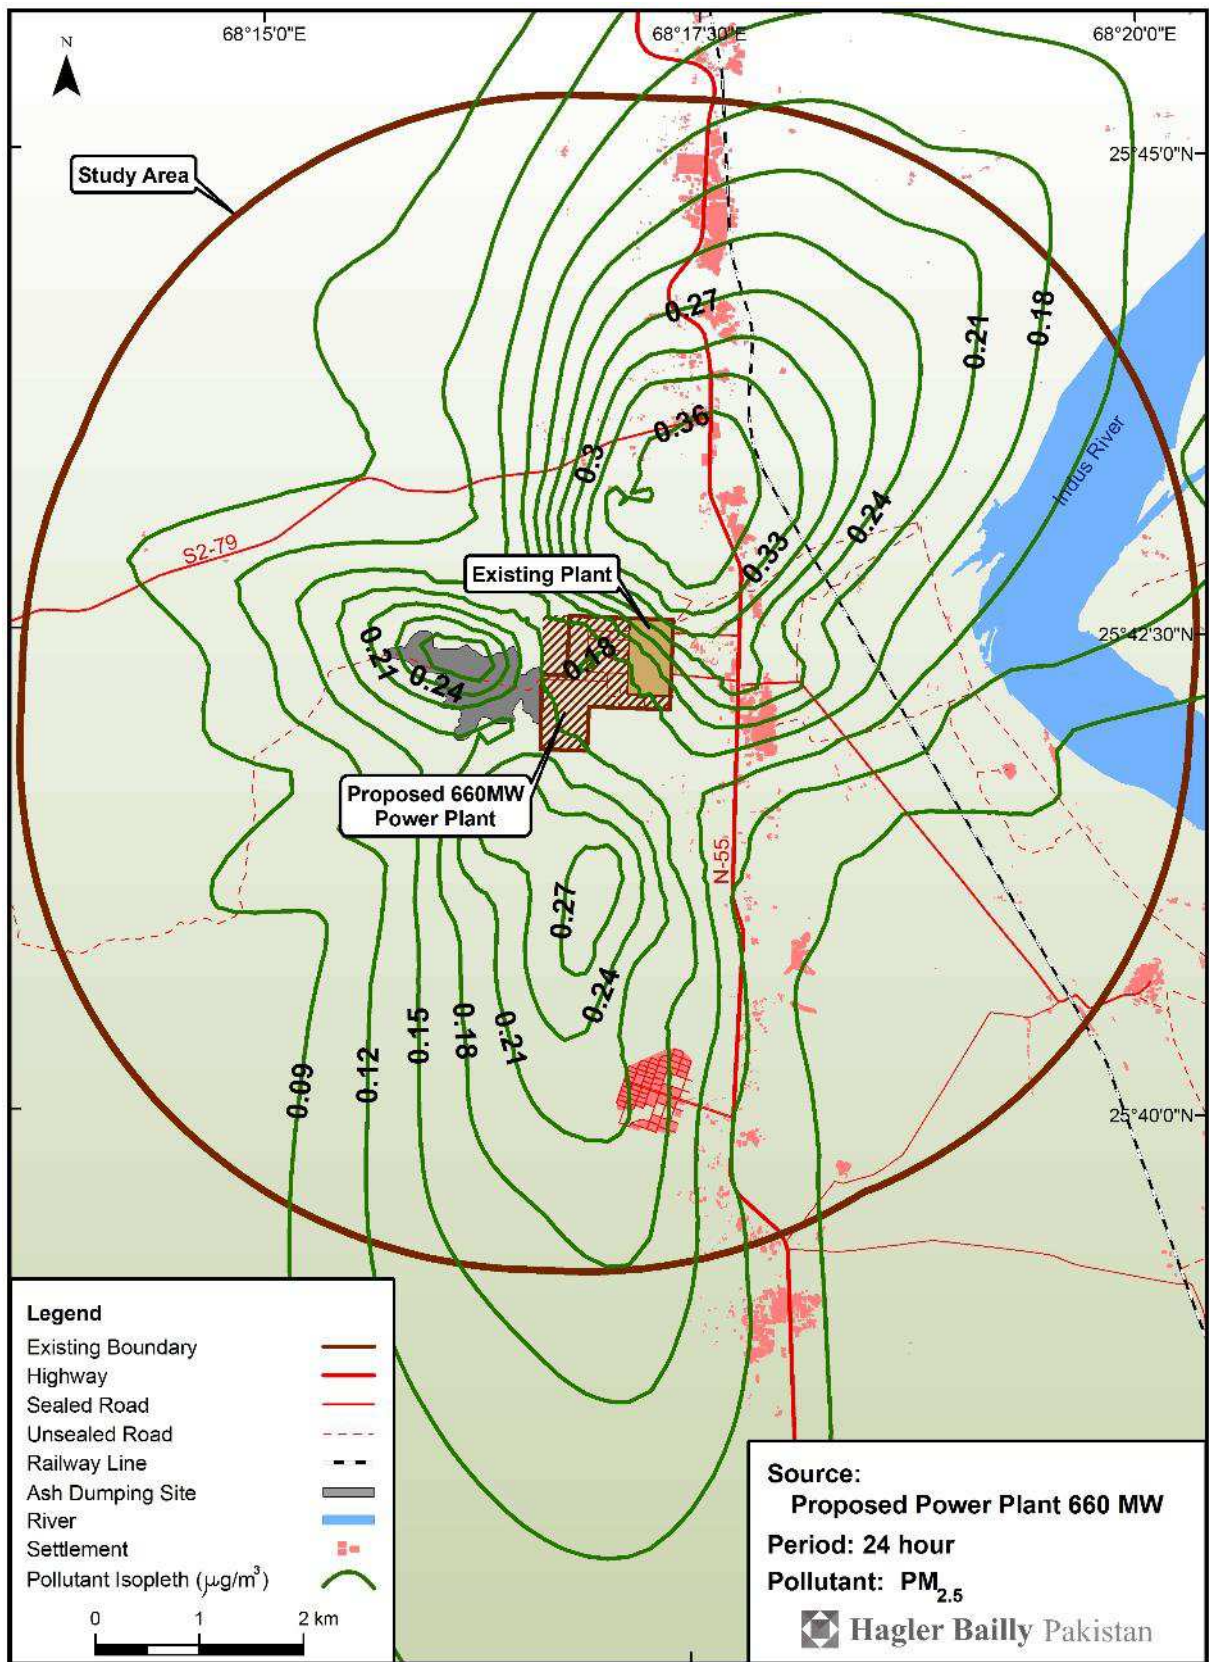 N
68°15'0"E
68°17'30"E
68°20'0"E
25°45'0"N
Study Area
0.27
0.21
0.18
0.36
0.3
Indus River
0.24
S2-79
0.33
Existing Plant
25°42'30"N
0.21
0.18
0.24
Proposed 660MW
Power Plant
N-55
0.27
0.24
0.15
0.18
0.21
0.12
0.09
25°40'0"N
Legend
Existing Boundary
Highway
Sealed Road
Unsealed Road
Railway Line
Ash Dumping Site
River
Settlement
Pollutant Isopleth (µg/m³)
0 1 2 km
Source:
Proposed Power Plant 660 MW
Period: 24 hour
Pollutant: PM2.5
Hagler Bailly Pakistan